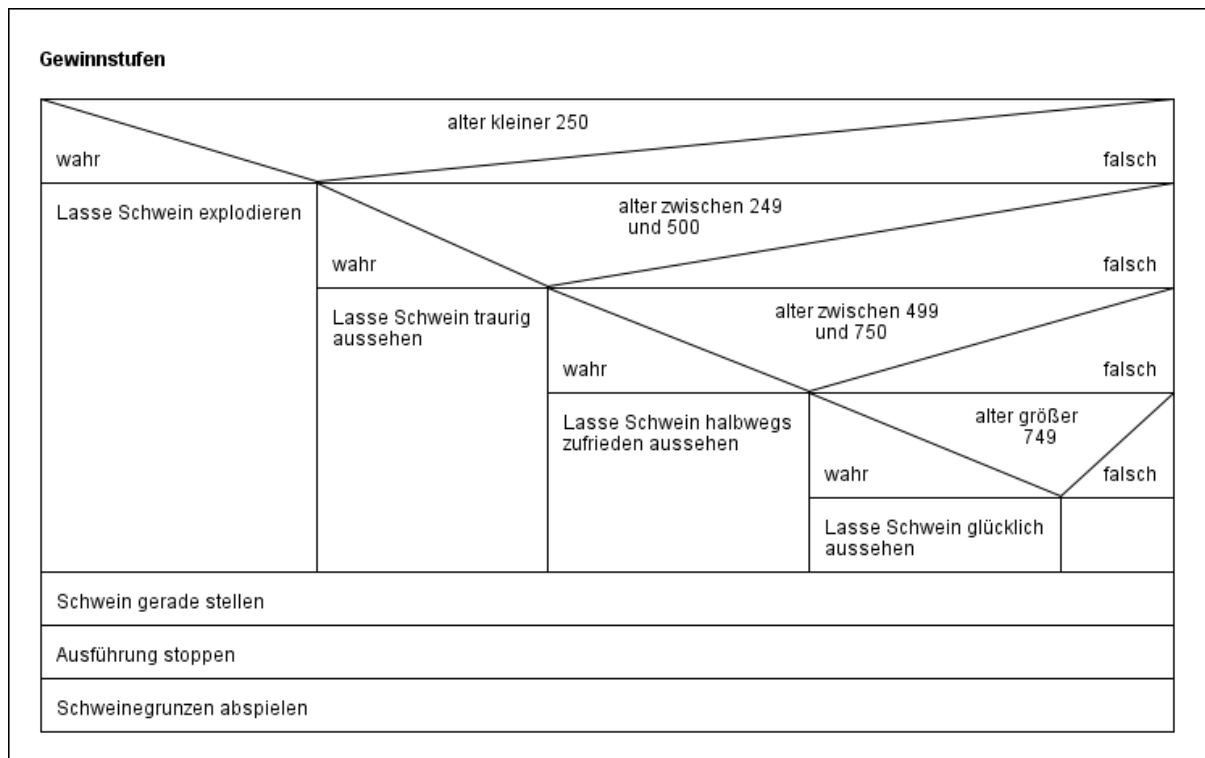 Gewinnstufen
alter kleiner 250
wahr
falsch
Lasse Schwein explodieren
alter zwischen 249
und 500
wahr
falsch
Lasse Schwein traurig
aussehen
alter zwischen 499
und 750
wahr
falsch
Lasse Schwein halbwegs
zufrieden aussehen
alter größer
749
wahr
falsch
Lasse Schwein glücklich
aussehen
Schwein gerade stellen
Ausführung stoppen
Schweinegrunzen abspielen